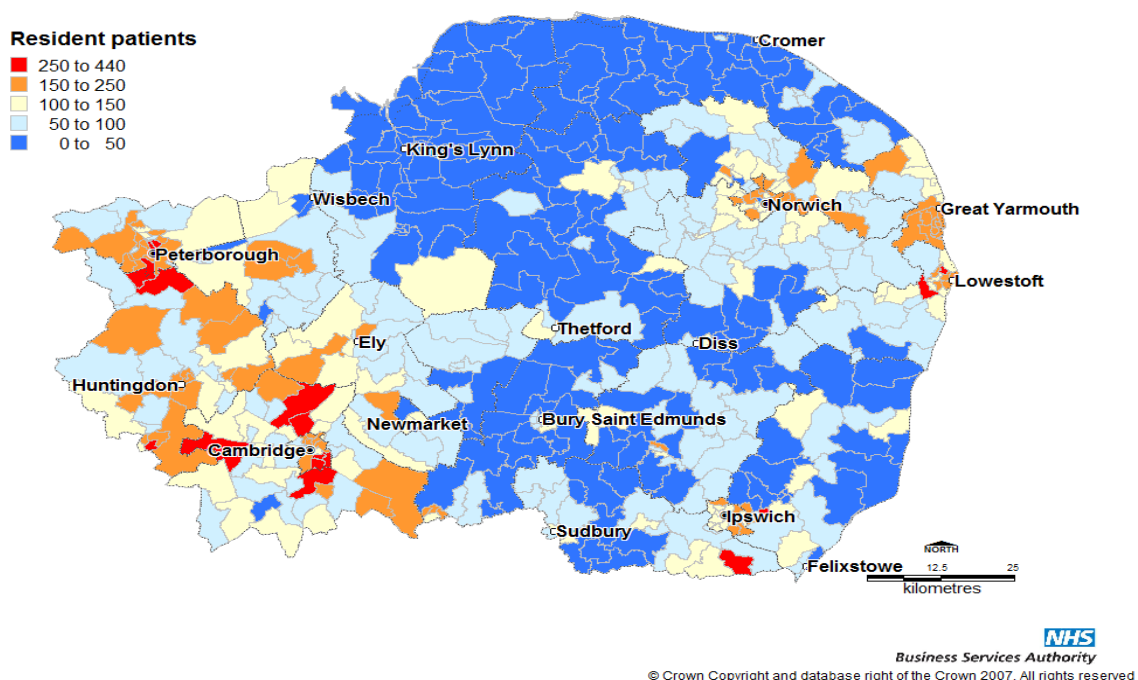 Resident patients
250 to 440
150 to 250
100 to 150
50 to 100
0 to 50
Cromer
King's Lynn
Wisbech
Norwich
Great Yarmouth
Peterborough
Lowestoft
Thetford
Ely
Diss
Huntingdon
Newmarket
Bury Saint Edmunds
Cambridge
Ipswich
Sudbury
Felixstowe
NORTH
12.5 25
kilometres
NHS
Business Services Authority
© Crown Copyright and database right of the Crown 2007. All rights reserved